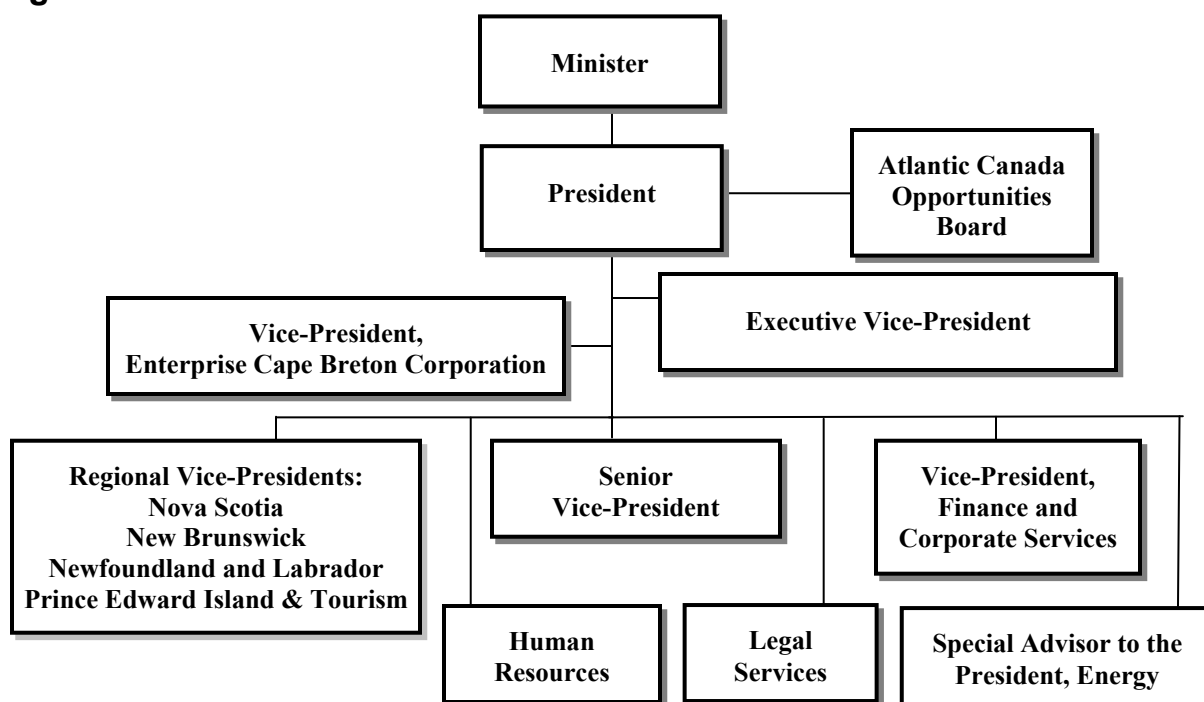 Minister
President
Atlantic Canada
Opportunities
Board
Executive Vice-President
Vice-President,
Enterprise Cape Breton Corporation
Regional Vice-Presidents:
Nova Scotia
New Brunswick
Newfoundland and Labrador
Prince Edward Island & Tourism
Senior
Vice-President
Vice-President,
Finance and
Corporate Services
Human
Resources
Legal
Services
Special Advisor to the
President, Energy